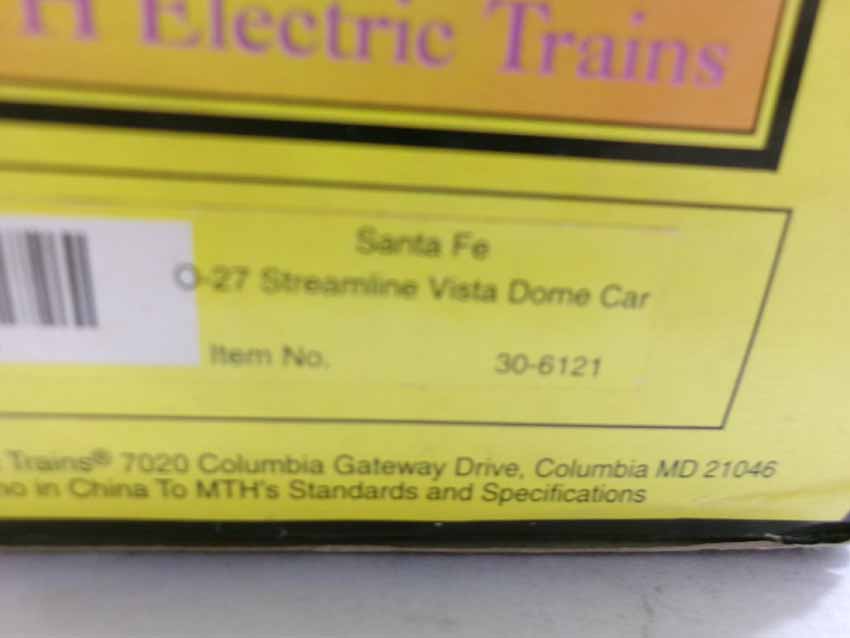 H Electric Trains
Santa Fe
O-27 Streamline Vista Dome Car
Item No. 30-6121
Trains® 7020 Columbia Gateway Drive, Columbia MD 21046
in China To MTH's Standards and Specifications